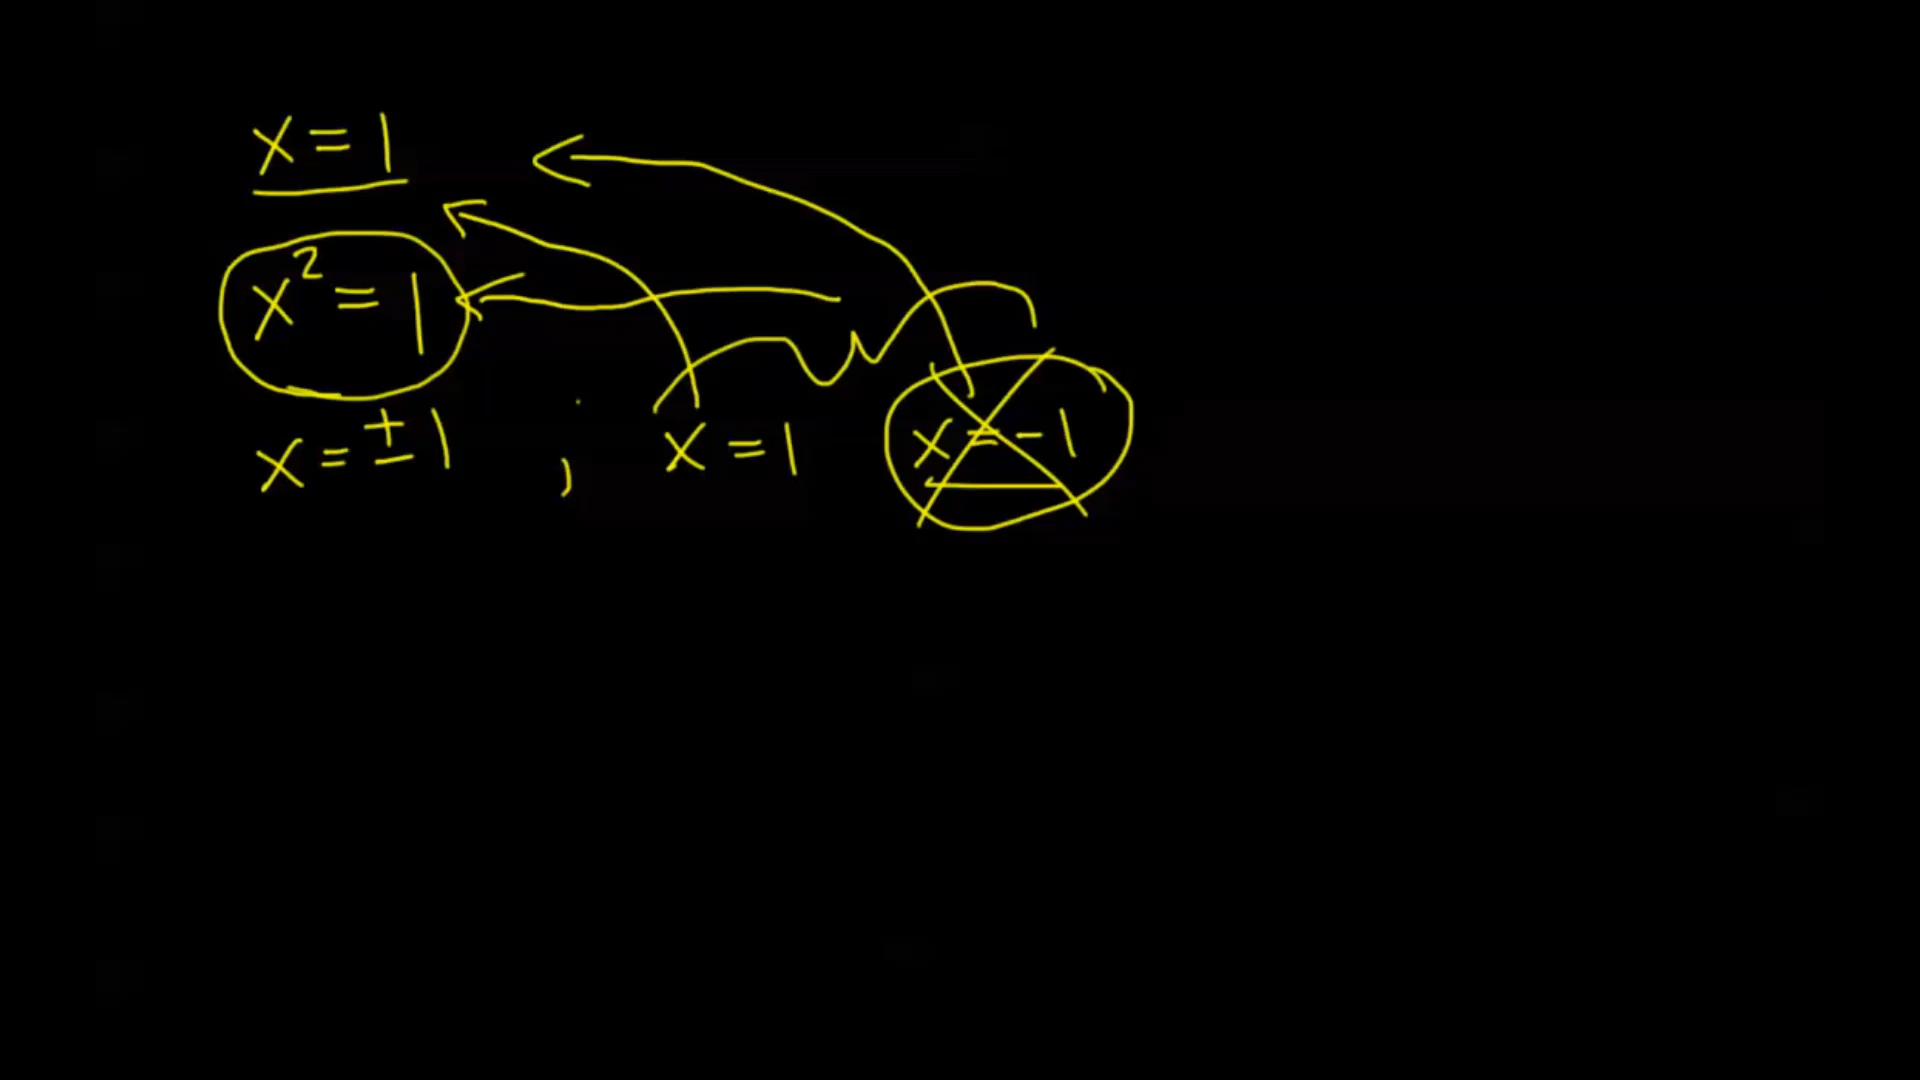 x = 1
x² = 1
x = ±1 , x = 1 x = -1